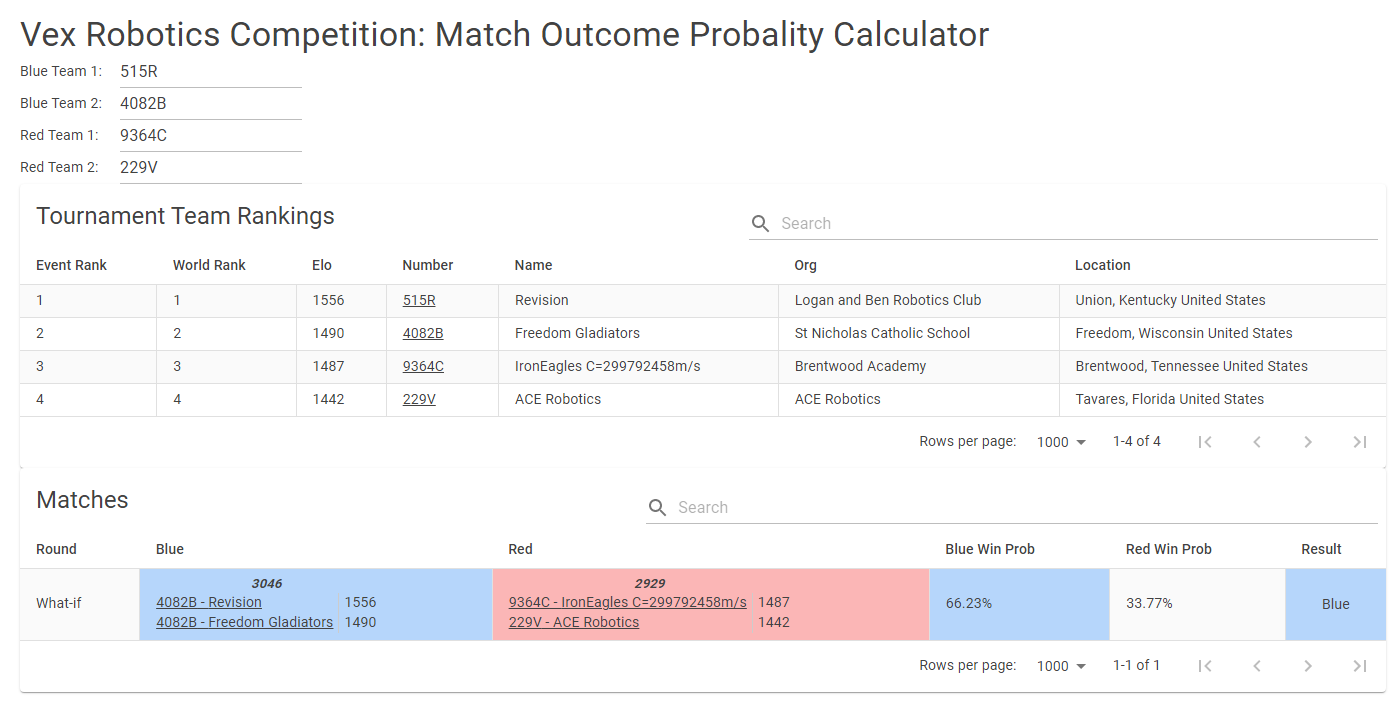 Vex Robotics Competition: Match Outcome Probality Calculator
Blue Team 1: 515R
Blue Team 2: 4082B
Red Team 1: 9364C
Red Team 2: 229V
Tournament Team Rankings
Search
Event Rank World Rank Elo Number Name Org Location
1 1 1556 515R Revision Logan and Ben Robotics Club Union, Kentucky United States
2 2 1490 4082B Freedom Gladiators St Nicholas Catholic School Freedom, Wisconsin United States
3 3 1487 9364C IronEagles C=299792458m/s Brentwood Academy Brentwood, Tennessee United States
4 4 1442 229V ACE Robotics ACE Robotics Tavares, Florida United States
Rows per page: 1000 1-4 of 4
Matches
Search
Round Blue Red Blue Win Prob Red Win Prob Result
3046 2929
What-if 4082B - Revision 1556 9364C - IronEagles C=299792458m/s 1487 66.23% 33.77% Blue
4082B - Freedom Gladiators 1490 229V - ACE Robotics 1442
Rows per page: 1000 1-1 of 1